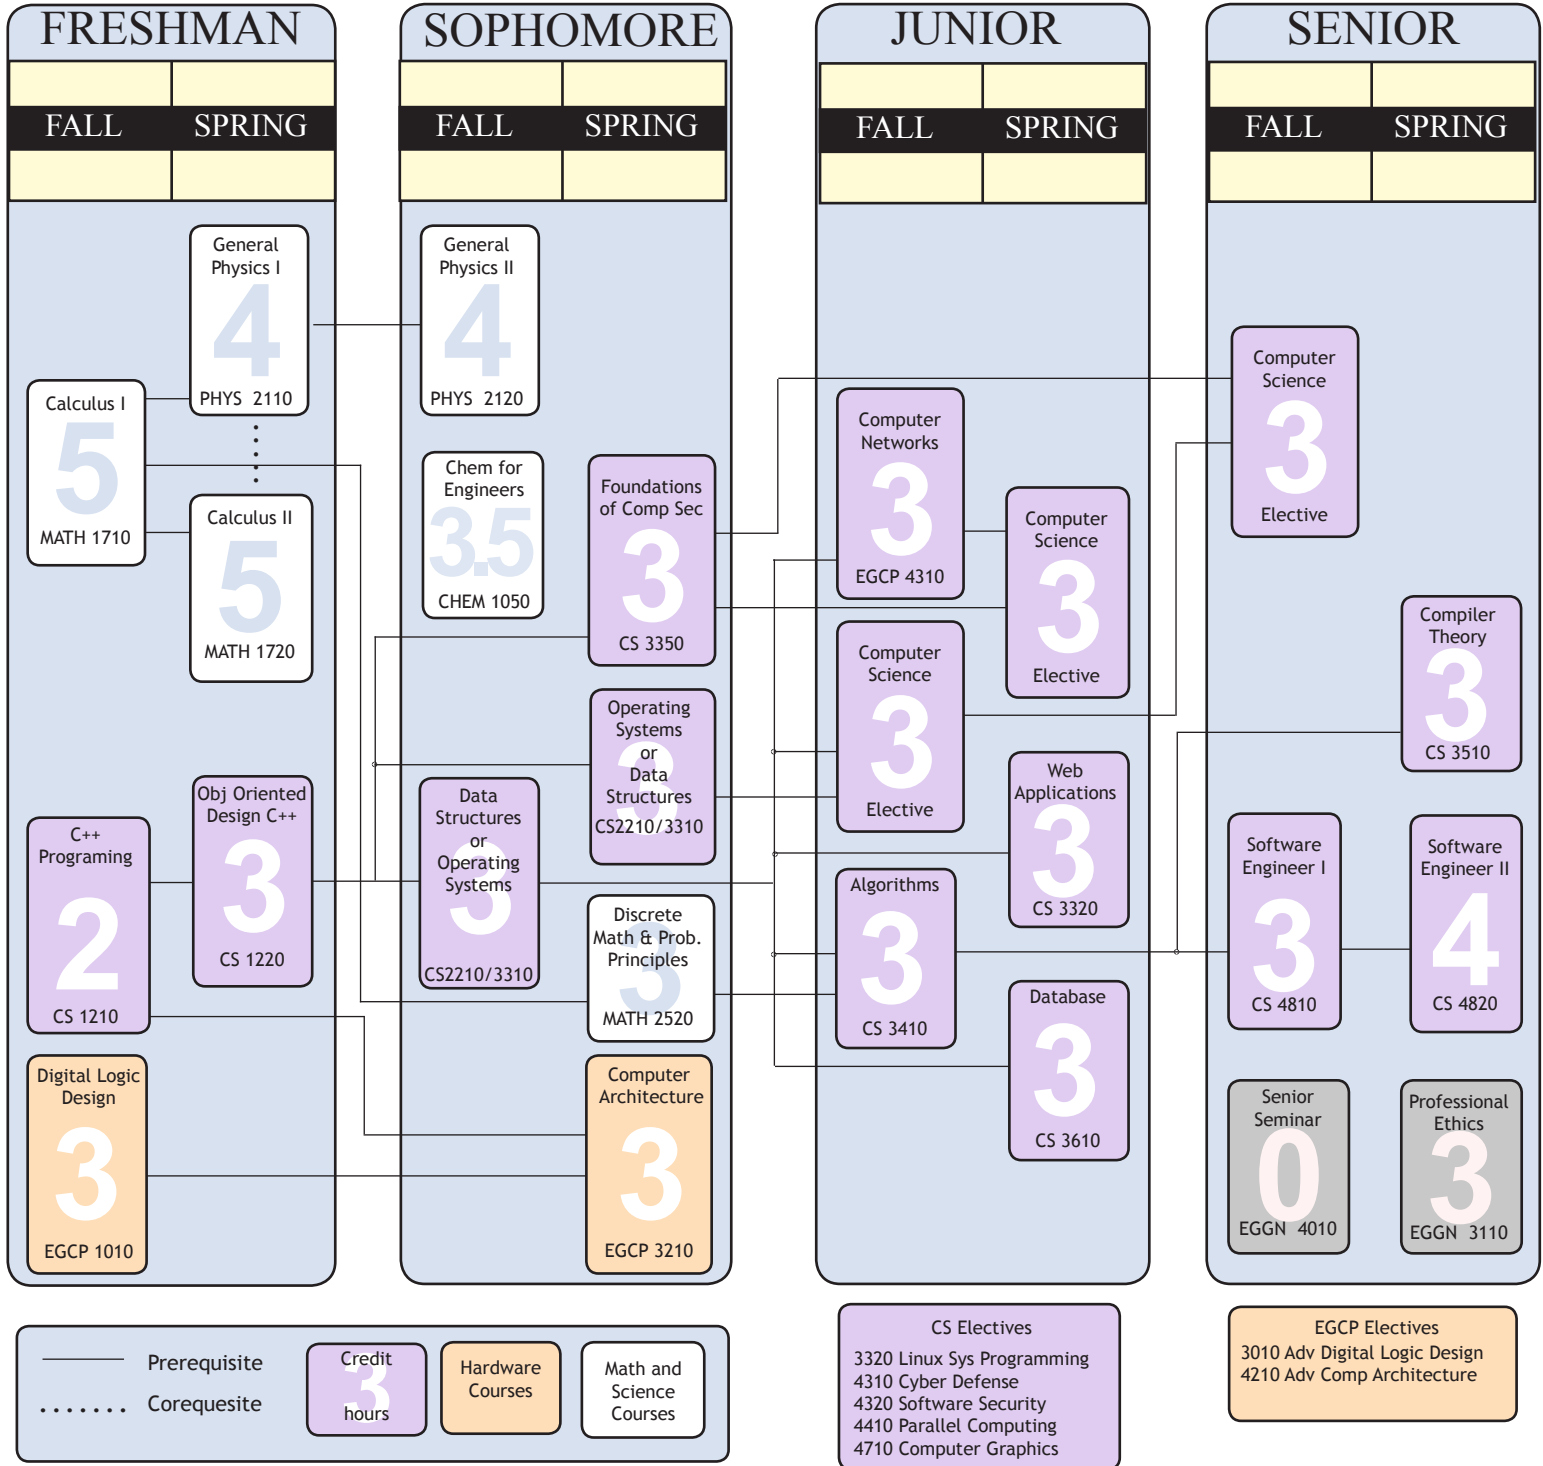 FRESHMAN
FALL
SPRING
General
Physics I
4
PHYS 2110
Calculus I
5
MATH 1710
Calculus II
5
MATH 1720
Obj Oriented
Design C++
3
CS 1220
C++
Programing
2
CS 1210
Digital Logic
Design
3
EGCP 1010
SOPHOMORE
FALL
SPRING
General
Physics II
4
PHYS 2120
Chem for
Engineers
3.5
CHEM 1050
Foundations
of Comp Sec
3
CS 3350
Operating
Systems
or
Data
Structures
3
CS2210/3310
Data
Structures
or
Operating
Systems
3
CS2210/3310
Discrete
Math & Prob.
Principles
3
MATH 2520
Computer
Architecture
3
EGCP 3210
JUNIOR
FALL
SPRING
Computer
Networks
3
EGCP 4310
Computer
Science
3
Elective
Computer
Science
3
Elective
Web
Applications
3
CS 3320
Algorithms
3
CS 3410
Database
3
CS 3610
SENIOR
FALL
SPRING
Computer
Science
3
Elective
Compiler
Theory
3
CS 3510
Software
Engineer I
3
CS 4810
Software
Engineer II
4
CS 4820
Senior
Seminar
0
EGGN 4010
Professional
Ethics
3
EGGN 3110
Prerequisite
Corequesite
Credit
3
hours
Hardware
Courses
Math and
Science
Courses
CS Electives
3320 Linux Sys Programming
4310 Cyber Defense
4320 Software Security
4410 Parallel Computing
4710 Computer Graphics
EGCP Electives
3010 Adv Digital Logic Design
4210 Adv Comp Architecture